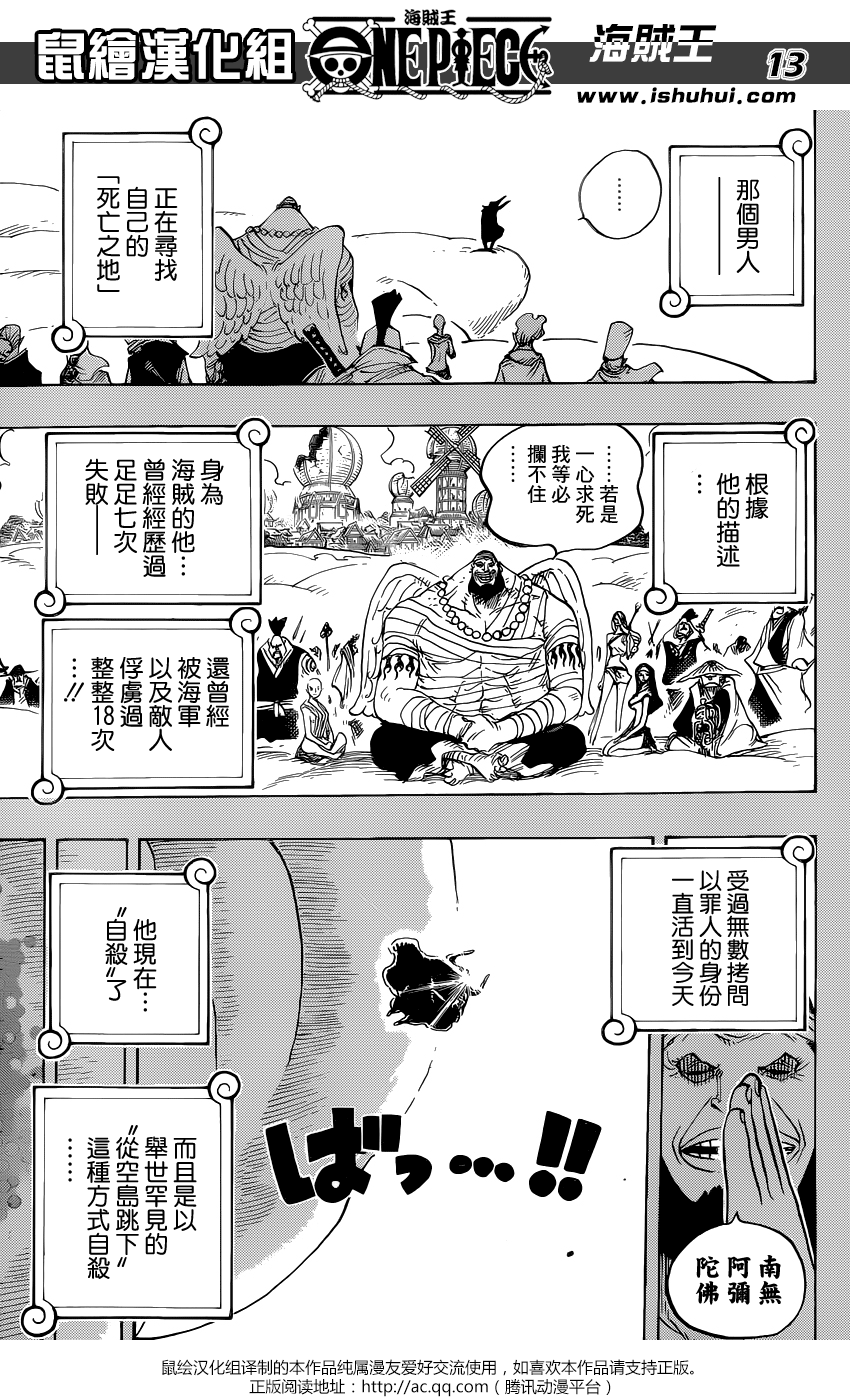 鼠繪漢化組
海賊王
ONE PIECE
海賊王
13
www.ishuhui.com
那個男人
——
……
正在尋找
自己的
「死亡之地」
根據
他的描述
…
……若是
一心求死
我等必
攔不住
……
身為
海賊的他…
曾經經歷過
足足七次
失敗——
還曾經
被海軍
以及敵人
俘虜過
整整18次
…!!
受過無數拷問
以罪人的身份
一直活到今天
南無
阿彌
陀佛
ばっ…!!
他現在…
〝自殺〞了
而且是以
舉世罕見的
〝從空島跳下〞
這種方式自殺
……
鼠绘汉化组译制的本作品纯属漫友爱好交流使用，如喜欢本作品请支持正版。
正版阅读地址：http://ac.qq.com（腾讯动漫平台）